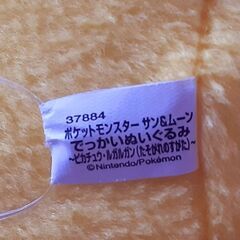 37884
ポケットモンスター サン&ムーン
でっかいぬいぐるみ
~ピカチュウ・ルガルガン(たそがれのすがた)~
©Nintendo/Pokémon